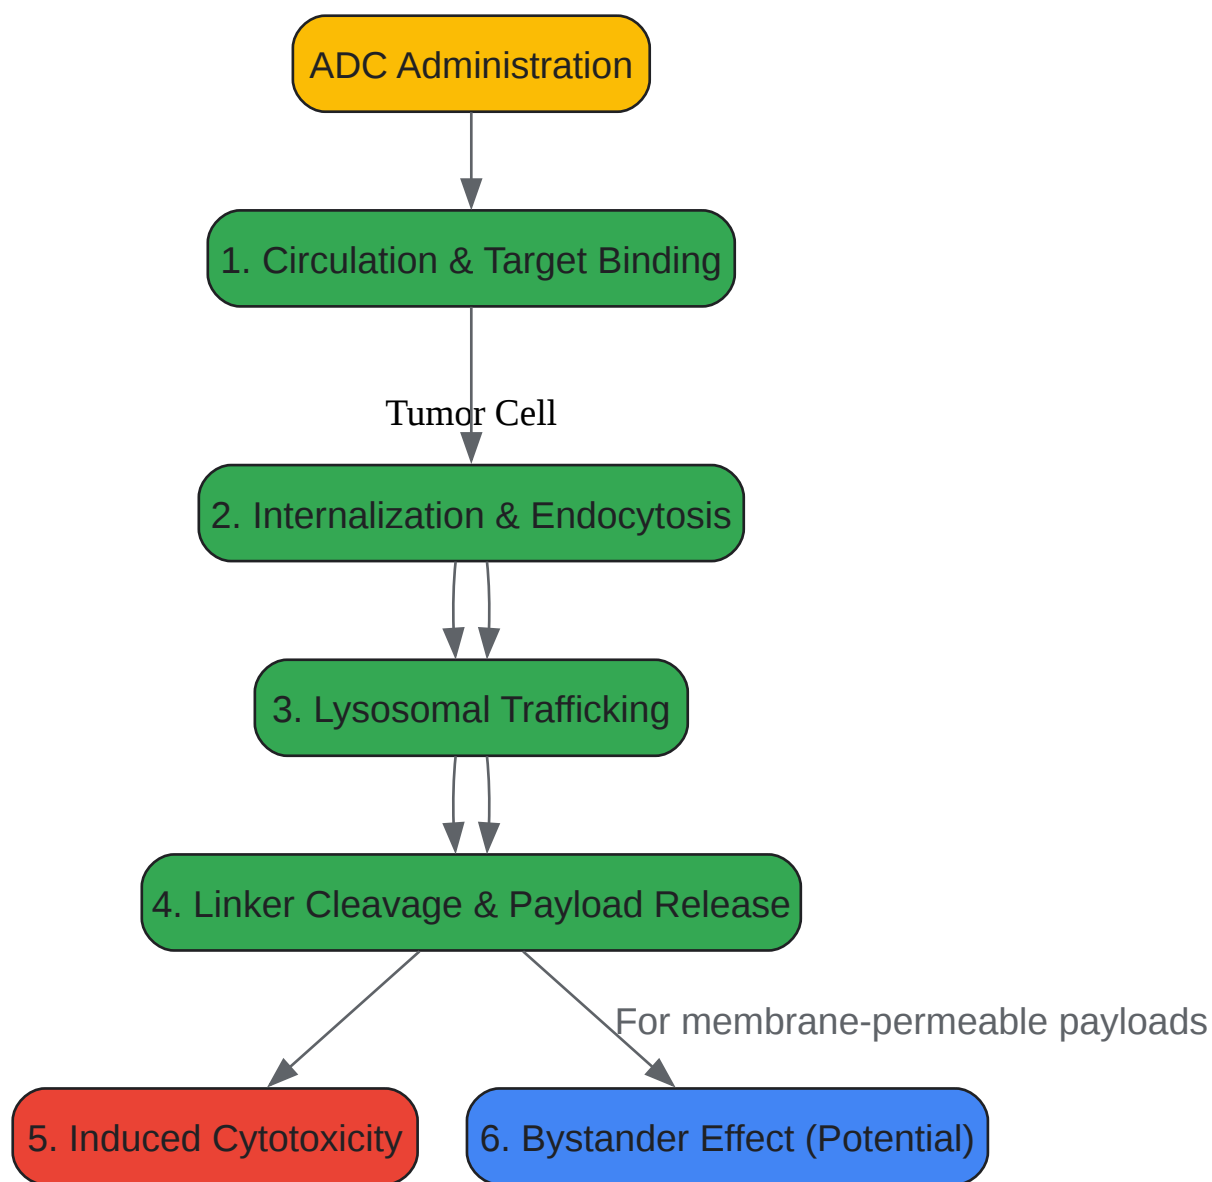 ADC Administration
1. Circulation & Target Binding
Tumor Cell
2. Internalization & Endocytosis
3. Lysosomal Trafficking
4. Linker Cleavage & Payload Release
For membrane-permeable payloads
5. Induced Cytotoxicity
6. Bystander Effect (Potential)